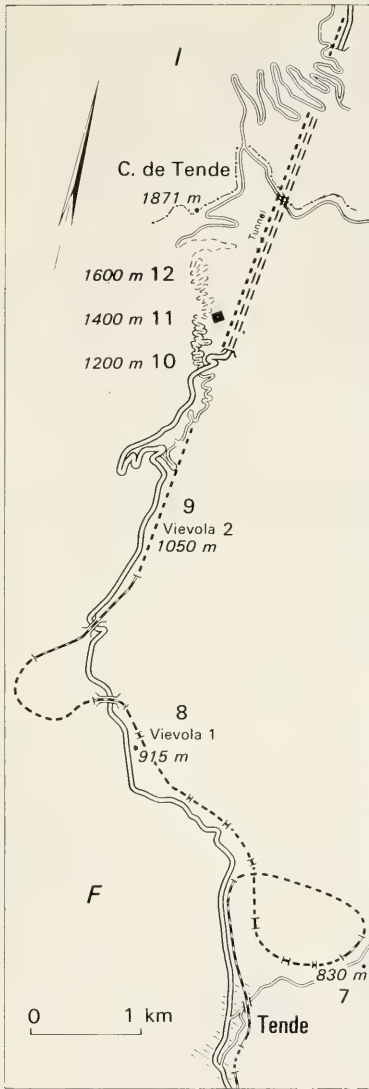 I
C. de Tende
1871 m
Tunnel
1600 m 12
1400 m 11
1200 m 10
9
Vievola 2
1050 m
8
Vievola 1
915 m
F
830 m
7
0 1 km
Tende